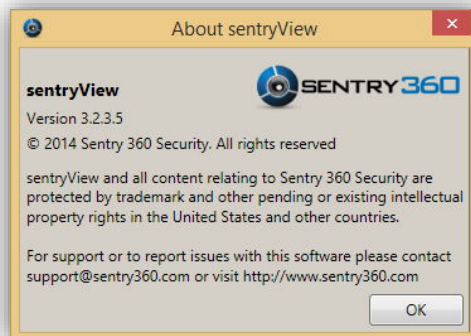 About sentryView
SENTRY 360
sentryView
Version 3.2.3.5
© 2014 Sentry 360 Security. All rights reserved
sentryView and all content relating to Sentry 360 Security are
protected by trademark and other pending or existing intellectual
property rights in the United States and other countries.
For support or to report issues with this software please contact
support@sentry360.com or visit http://www.sentry360.com
OK